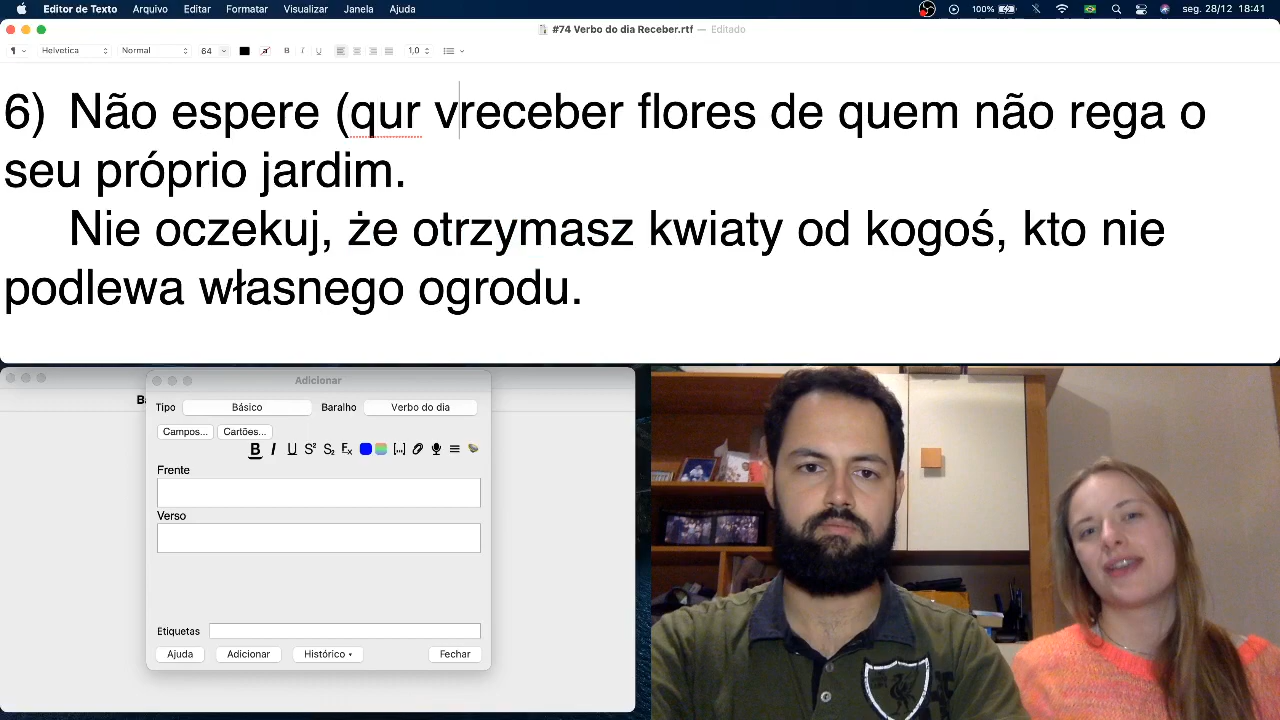 Editor de Texto Arquivo Editar Formatar Visualizar Janela Ajuda 100% seg. 28/12 18:41
#74 Verbo do dia Receber.rtf — Editado
¶ Helvetica Normal 64 B I U 1,0
6) Não espere (qur vreceber flores de quem não rega o
seu próprio jardim.
Nie oczekuj, że otrzymasz kwiaty od kogoś, kto nie
podlewa własnego ogrodu.
Adicionar
Tipo Básico Baralho Verbo do dia
Campos... Cartões...
B I U S² S₂ Eₓ [...]
Frente
Verso
Etiquetas
Ajuda Adicionar Histórico Fechar